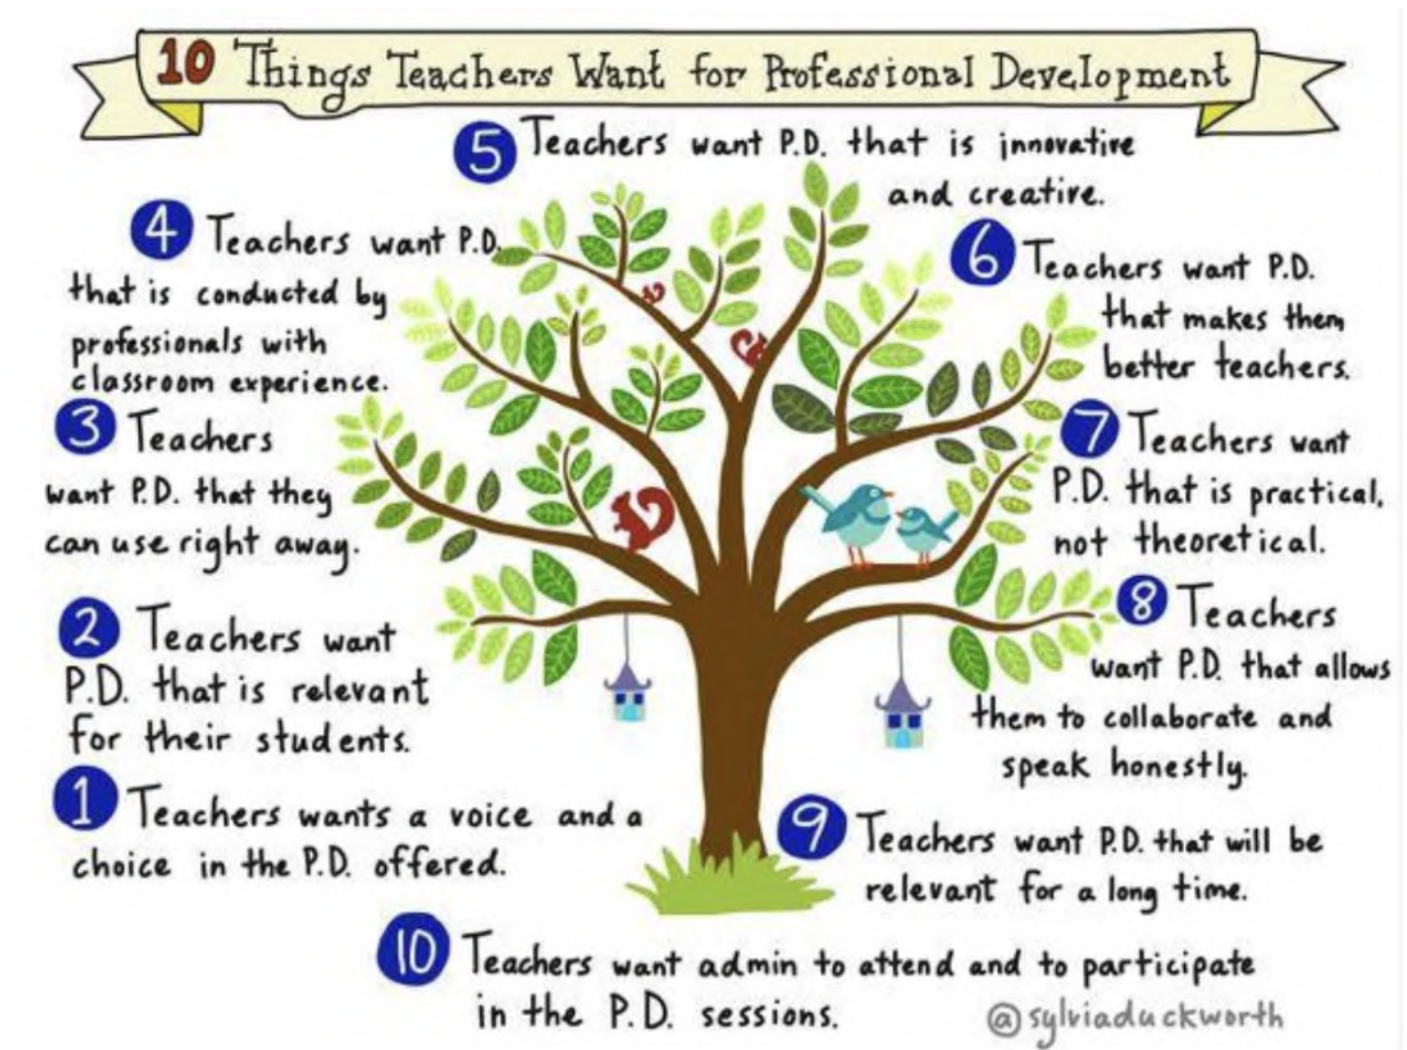 10 Things Teachers Want for Professional Development
5 Teachers want P.D. that is innovative
and creative.
4 Teachers want P.D.
that is conducted by
professionals with
classroom experience.
6 Teachers want P.D.
that makes them
better teachers.
3 Teachers
want P.D. that they
can use right away.
7 Teachers want
P.D. that is practical,
not theoretical.
2 Teachers want
P.D. that is relevant
for their students.
8 Teachers
want P.D. that allows
them to collaborate and
speak honestly.
1 Teachers wants a voice and a
choice in the P.D. offered.
9 Teachers want P.D. that will be
relevant for a long time.
10 Teachers want admin to attend and to participate
in the P.D. sessions.
@sylviaduckworth